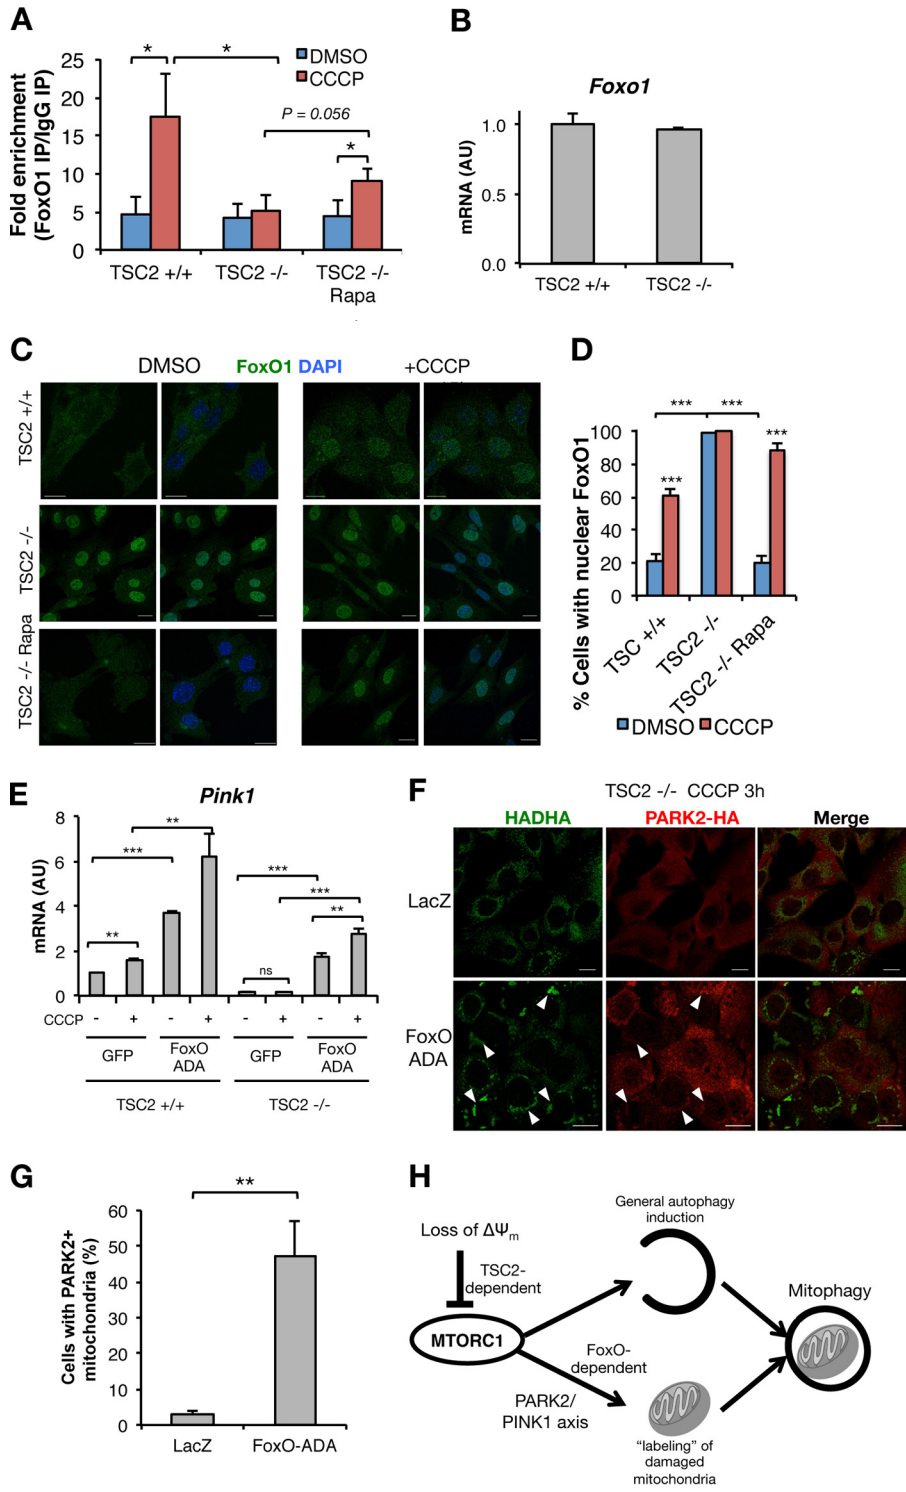 A
Fold enrichment
(FoxO1 IP/IgG IP)
25
20
15
10
5
0
*
*
DMSO
CCCP
P = 0.056
*
TSC2 +/+
TSC2 -/-
TSC2 -/-
Rapa
B
Foxo1
mRNA (AU)
1.0
0.5
0.0
TSC2 +/+
TSC2 -/-
C
DMSO
FoxO1 DAPI
+CCCP
TSC2 +/+
TSC2 -/-
TSC2 -/- Rapa
D
% Cells with nuclear FoxO1
100
80
60
40
20
0
***
***
***
***
TSC +/+
TSC2 -/-
TSC2 -/- Rapa
DMSO
CCCP
E
Pink1
mRNA (AU)
8
6
4
2
0
**
***
**
***
***
**
ns
CCCP - + - + - + - +
GFP
FoxO
ADA
GFP
FoxO
ADA
TSC2 +/+
TSC2 -/-
F
TSC2 -/- CCCP 3h
HADHA
PARK2-HA
Merge
LacZ
FoxO
ADA
G
Cells with PARK2+
mitochondria (%)
60
50
40
30
20
10
0
**
LacZ
FoxO-ADA
H
General autophagy
induction
Loss of ΔΨm
TSC2-
dependent
Mitophagy
MTORC1
FoxO-
dependent
PARK2/
PINK1 axis
“labeling” of
damaged
mitochondria